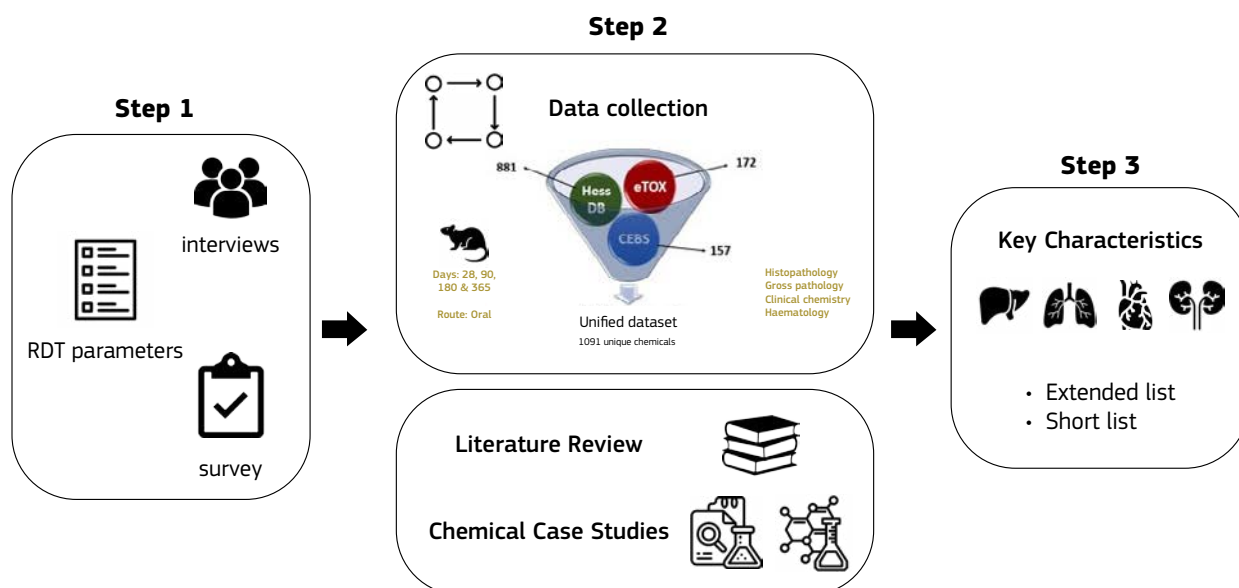 Step 1
interviews
RDT parameters
survey
Step 2
Data collection
881
172
Hess
DB
eTOX
CEBS
157
Days: 28, 90,
180 & 365
Route: Oral
Histopathology
Gross pathology
Clinical chemistry
Haematology
Unified dataset
1091 unique chemicals
Literature Review
Chemical Case Studies
Step 3
Key Characteristics
• Extended list
• Short list